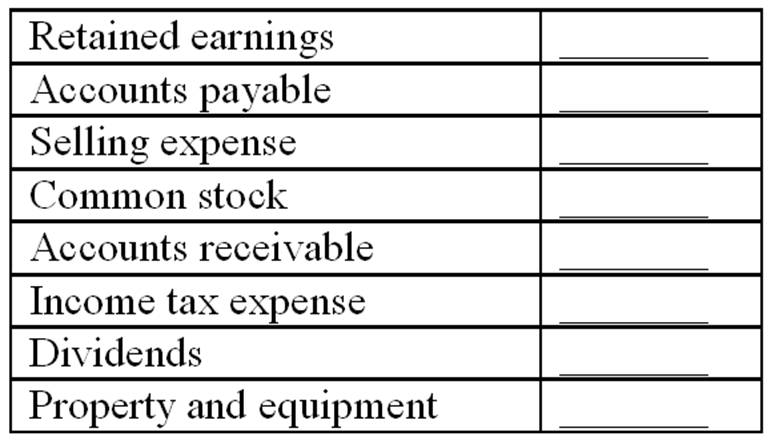 Retained earnings
Accounts payable
Selling expense
Common stock
Accounts receivable
Income tax expense
Dividends
Property and equipment